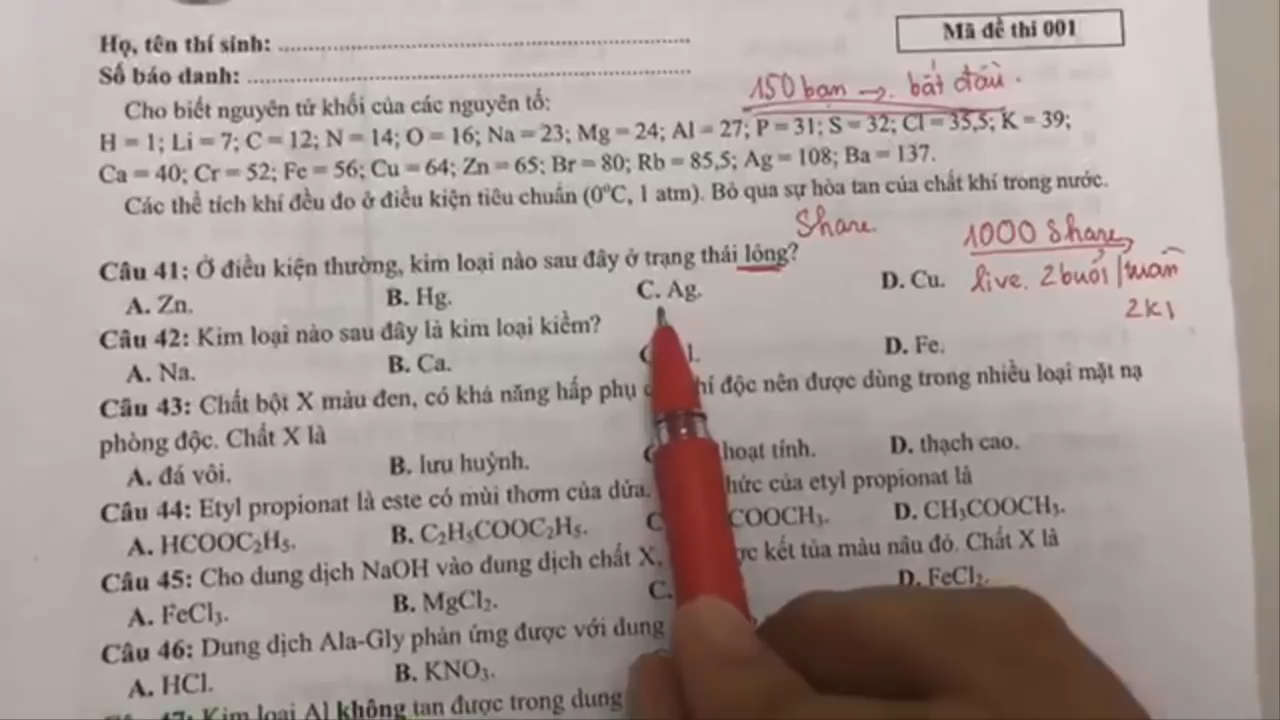 Họ, tên thí sinh:
Mã đề thi 001
Số báo danh:
150 bạn → bắt đầu.
Cho biết nguyên tử khối của các nguyên tố:
H = 1; Li = 7; C = 12; N = 14; O = 16; Na = 23; Mg = 24; Al = 27; P = 31; S = 32; Cl = 35,5; K = 39;
Ca = 40; Cr = 52; Fe = 56; Cu = 64; Zn = 65; Br = 80; Rb = 85,5; Ag = 108; Ba = 137.
Các thể tích khí đều đo ở điều kiện tiêu chuẩn (0°C, 1 atm). Bỏ qua sự hòa tan của chất khí trong nước.
Share
1000 Share
Câu 41: Ở điều kiện thường, kim loại nào sau đây ở trạng thái lỏng?
live. 2 buổi/tuần
A. Zn. B. Hg. C. Ag. D. Cu.
2k1
Câu 42: Kim loại nào sau đây là kim loại kiềm?
A. Na. B. Ca. D. Fe.
Câu 43: Chất bột X màu đen, có khả năng hấp phụ độc nên được dùng trong nhiều loại mặt nạ
phòng độc. Chất X là
A. đá vôi. B. lưu huỳnh. hoạt tính. D. thạch cao.
Câu 44: Etyl propionat là este có mùi thơm của dứa. của etyl propionat là
A. HCOOC₂H₅. B. C₂H₅COOC₂H₅. COOCH₃. D. CH₃COOCH₃.
Câu 45: Cho dung dịch NaOH vào dung dịch chất X, kết tủa màu nâu đỏ. Chất X là
A. FeCl₃. B. MgCl₂. C. D. FeCl₂.
Câu 46: Dung dịch Ala-Gly phản ứng được với dung
A. HCl. B. KNO₃.
Kim loại Al không tan được trong dung